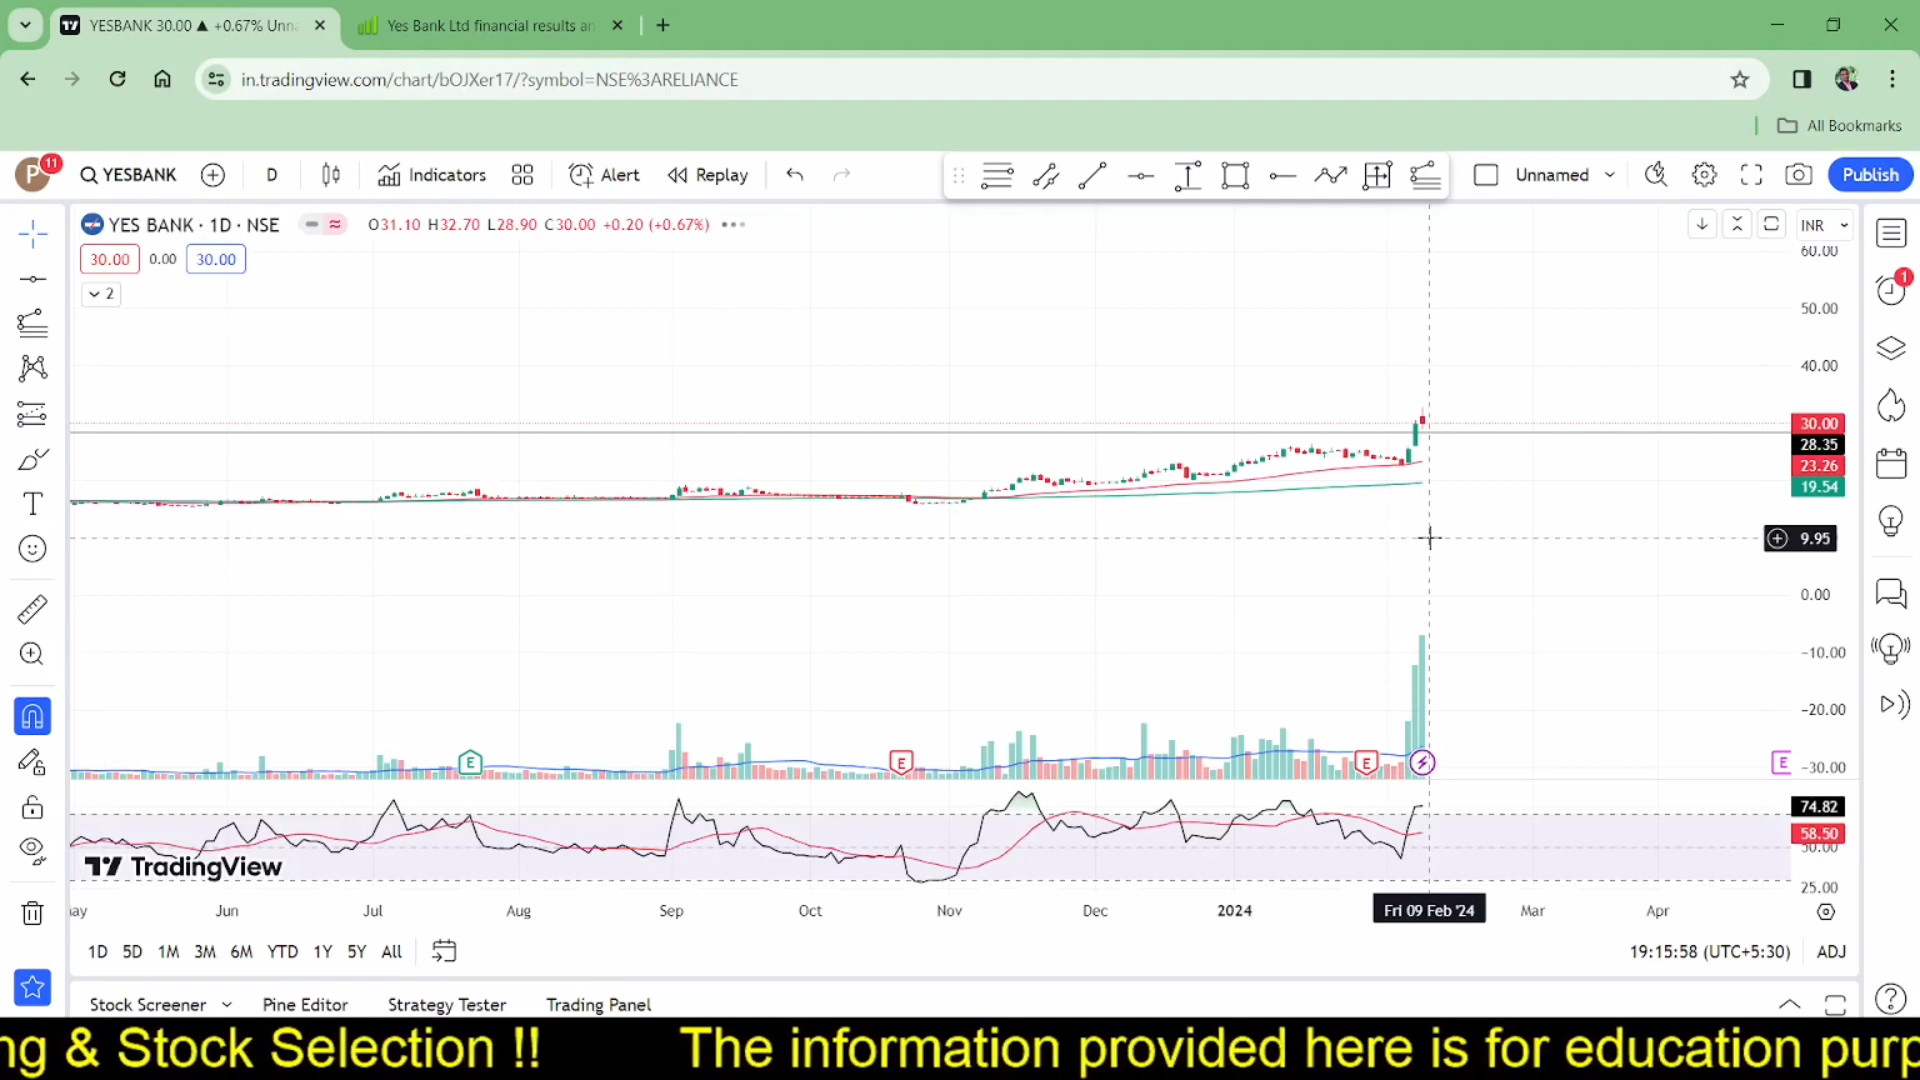 YESBANK 30.00 ▲ +0.67% Unna
Yes Bank Ltd financial results an
in.tradingview.com/chart/bOJXer17/?symbol=NSE%3ARELIANCE
All Bookmarks
P 11 YESBANK D Indicators Alert Replay Unnamed Publish
YES BANK · 1D · NSE O31.10 H32.70 L28.90 C30.00 +0.20 (+0.67%) INR
30.00 0.00 30.00
2
60.00
50.00
1
40.00
30.00
28.35
23.26
19.54
9.95
0.00
−10.00
−20.00
−30.00
E E E E
74.82
58.50
50.00
25.00
TradingView
Jun Jul Aug Sep Oct Nov Dec 2024 Fri 09 Feb '24 Mar Apr
1D 5D 1M 3M 6M YTD 1Y 5Y All 19:15:58 (UTC+5:30) ADJ
Stock Screener Pine Editor Strategy Tester Trading Panel
ng & Stock Selection !! The information provided here is for education purp